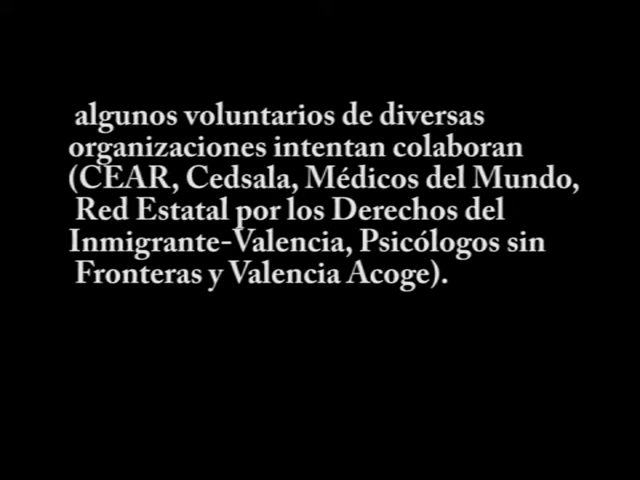 algunos voluntarios de diversas
organizaciones intentan colaboran
(CEAR, Cedsala, Médicos del Mundo,
Red Estatal por los Derechos del
Inmigrante-Valencia, Psicólogos sin
Fronteras y Valencia Acoge).